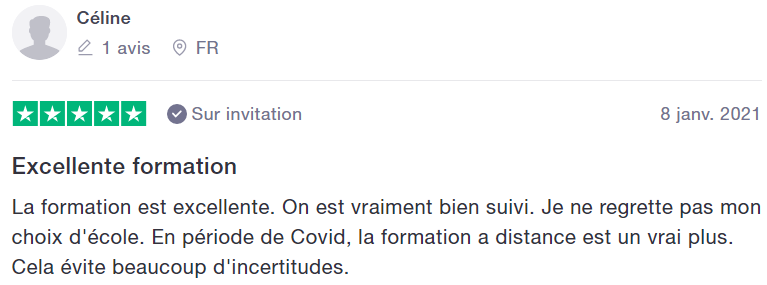 Céline
1 avis FR
Sur invitation 8 janv. 2021
Excellente formation
La formation est excellente. On est vraiment bien suivi. Je ne regrette pas mon
choix d'école. En période de Covid, la formation a distance est un vrai plus.
Cela évite beaucoup d'incertitudes.